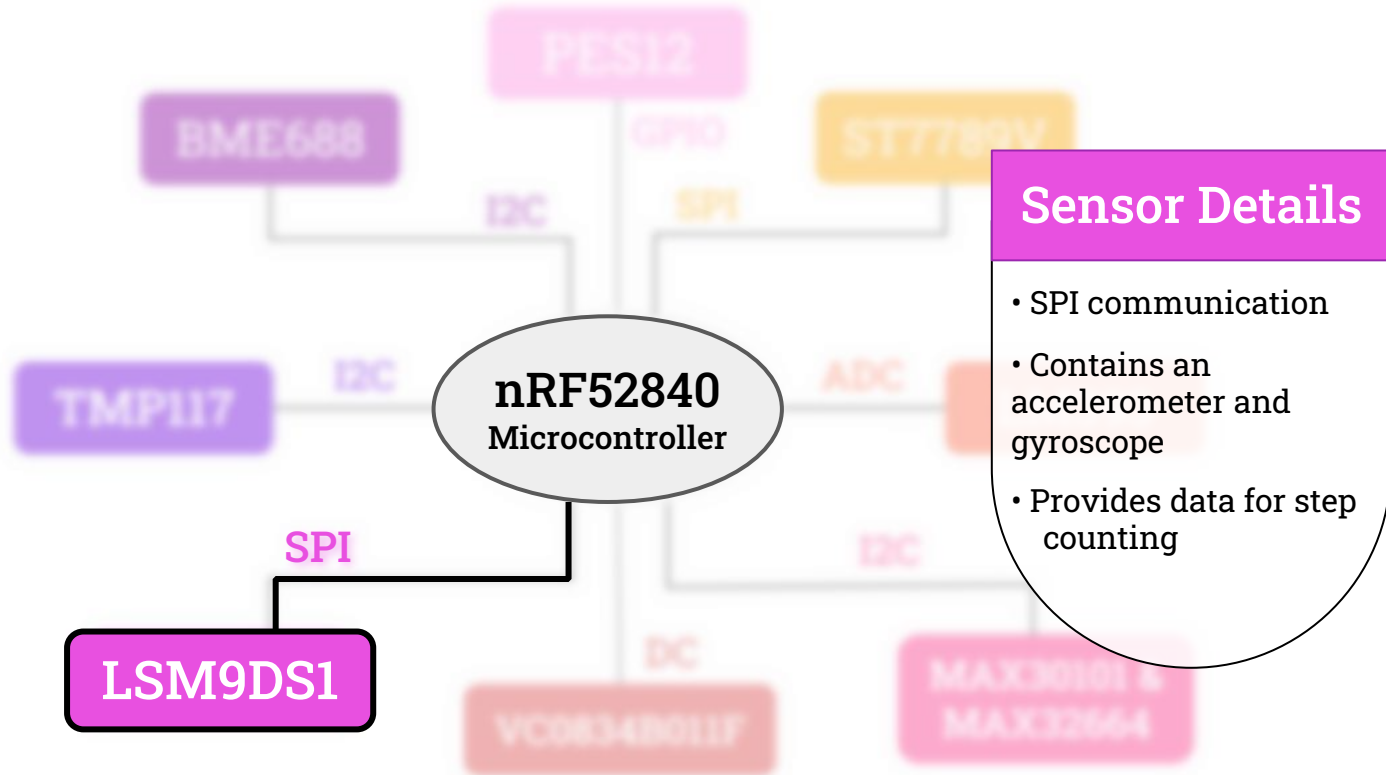 PES12
GPIO
BME688
ST7789V
I2C
SPI
Sensor Details
• SPI communication
• Contains an
accelerometer and
gyroscope
• Provides data for step
counting
TMP117
I2C
nRF52840
Microcontroller
ADC
SPI
I2C
LSM9DS1
DC
VC0834B011F
MAX30101 &
MAX32664